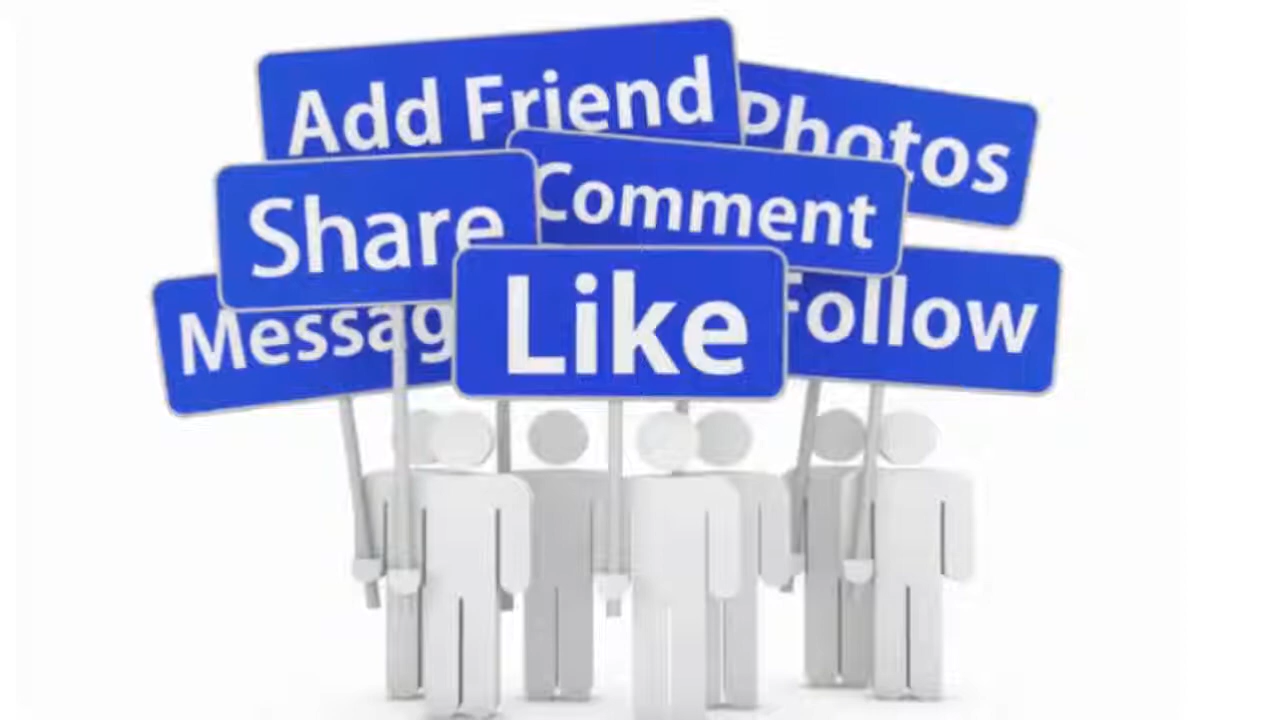 Add Friend
Photos
Share
Comment
Messag
Like
Follow